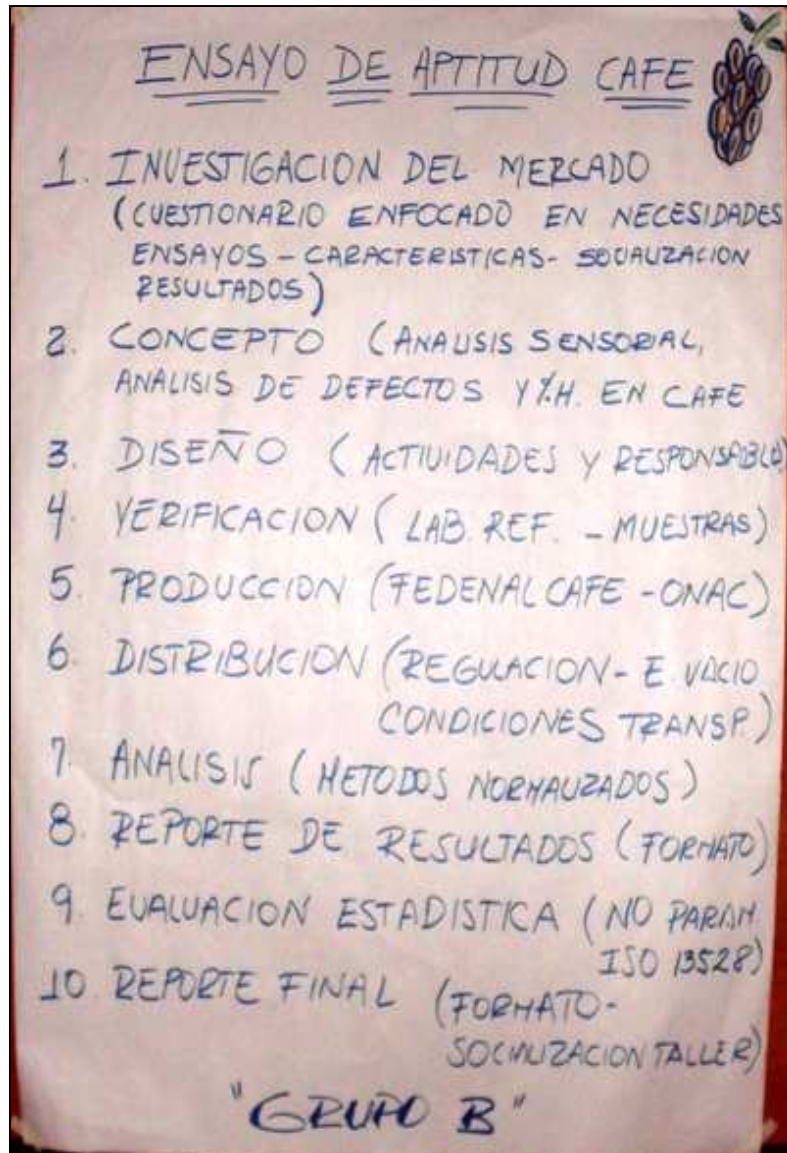 ENSAYO DE APTITUD CAFE
1. INVESTIGACION DEL MERCADO
(CUESTIONARIO ENFOCADO EN NECESIDADES
ENSAYOS - CARACTERISTICAS - SOCIALIZACION
RESULTADOS)
2. CONCEPTO (ANALISIS SENSORIAL,
ANALISIS DE DEFECTOS Y %H. EN CAFE
3. DISEÑO (ACTIVIDADES Y RESPONSABLE)
4. VERIFICACION (LAB. REF. - MUESTRAS)
5. PRODUCCION (FEDENALCAFE - ONAC)
6. DISTRIBUCION (REGULACION - E. VACIO
CONDICIONES TRANSP.)
7. ANALISIS (METODOS NORMALIZADOS)
8. REPORTE DE RESULTADOS (FORMATO)
9. EVALUACION ESTADISTICA (NO PARAM.
ISO 13528)
10 REPORTE FINAL (FORMATO -
SOCIALIZACION TALLER)
"GRUPO B"